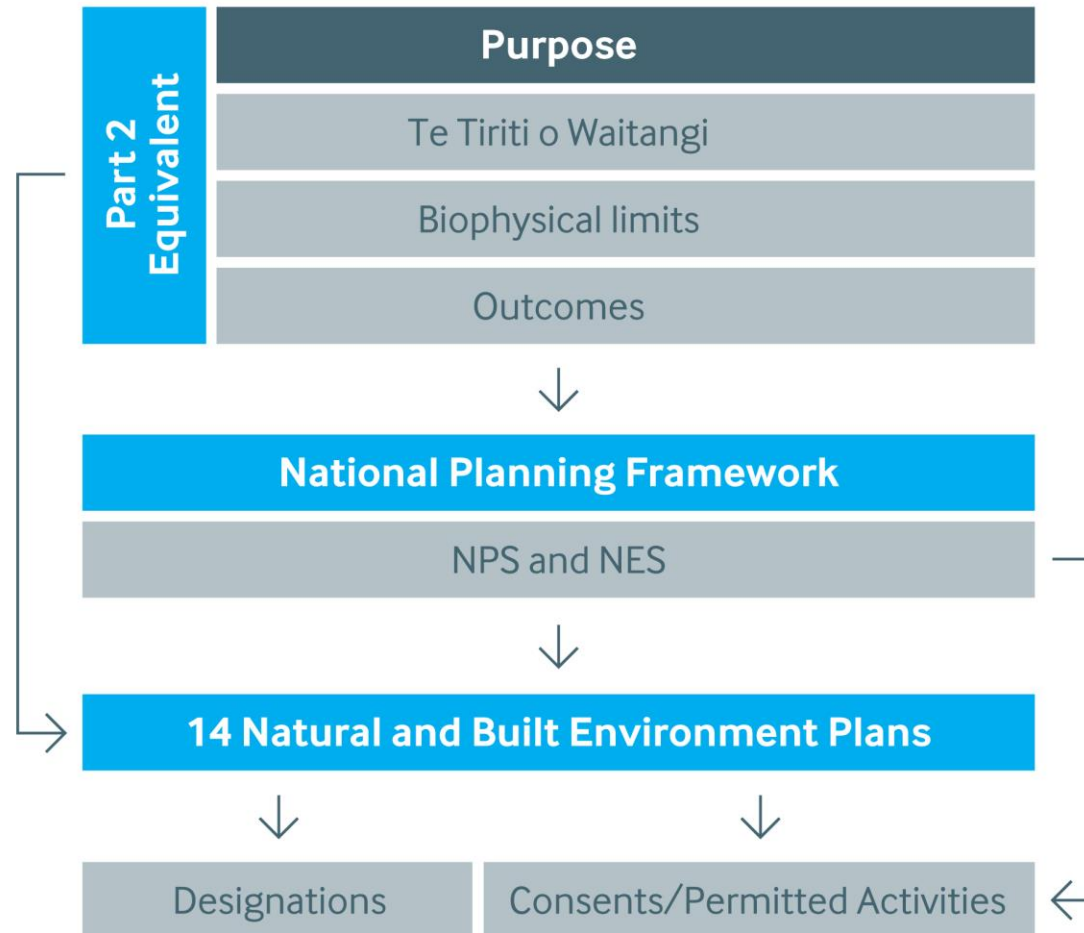 Part 2
Equivalent
Purpose
Te Tiriti o Waitangi
Biophysical limits
Outcomes
National Planning Framework
NPS and NES
14 Natural and Built Environment Plans
Designations
Consents/Permitted Activities